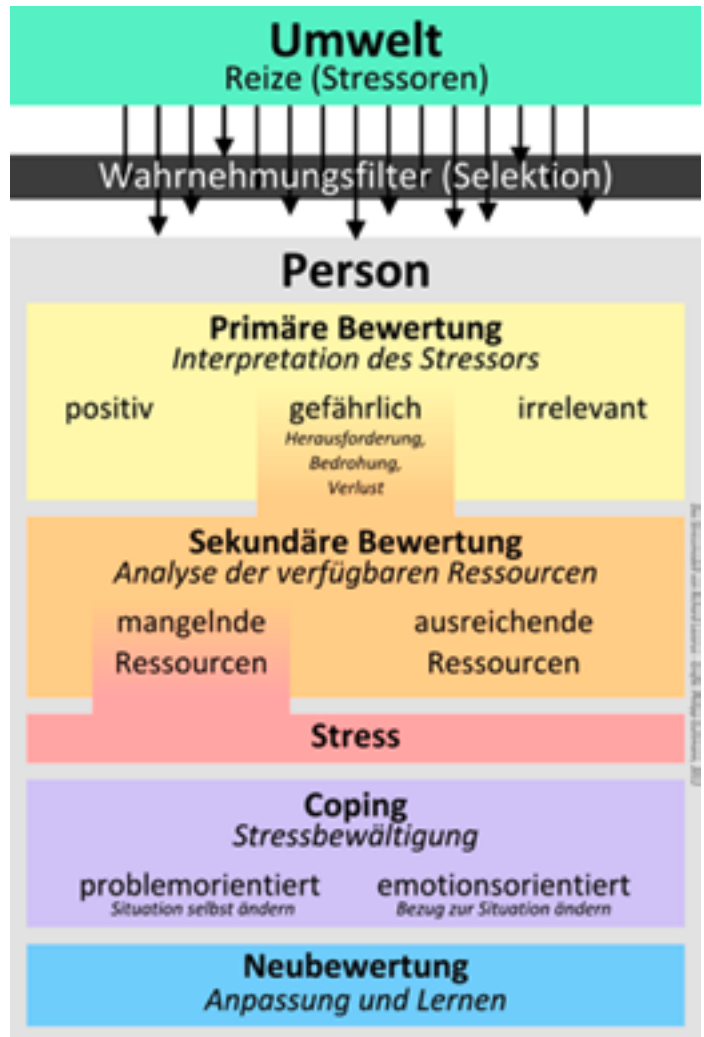 Umwelt
Reize (Stressoren)
Wahrnehmungsfilter (Selektion)
Person
Primäre Bewertung
Interpretation des Stressors
positiv
gefährlich
irrelevant
Herausforderung,
Bedrohung,
Verlust
Sekundäre Bewertung
Analyse der verfügbaren Ressourcen
mangelnde
Ressourcen
ausreichende
Ressourcen
Stress
Coping
Stressbewältigung
problemorientiert
Situation selbst ändern
emotionsorientiert
Bezug zur Situation ändern
Neubewertung
Anpassung und Lernen